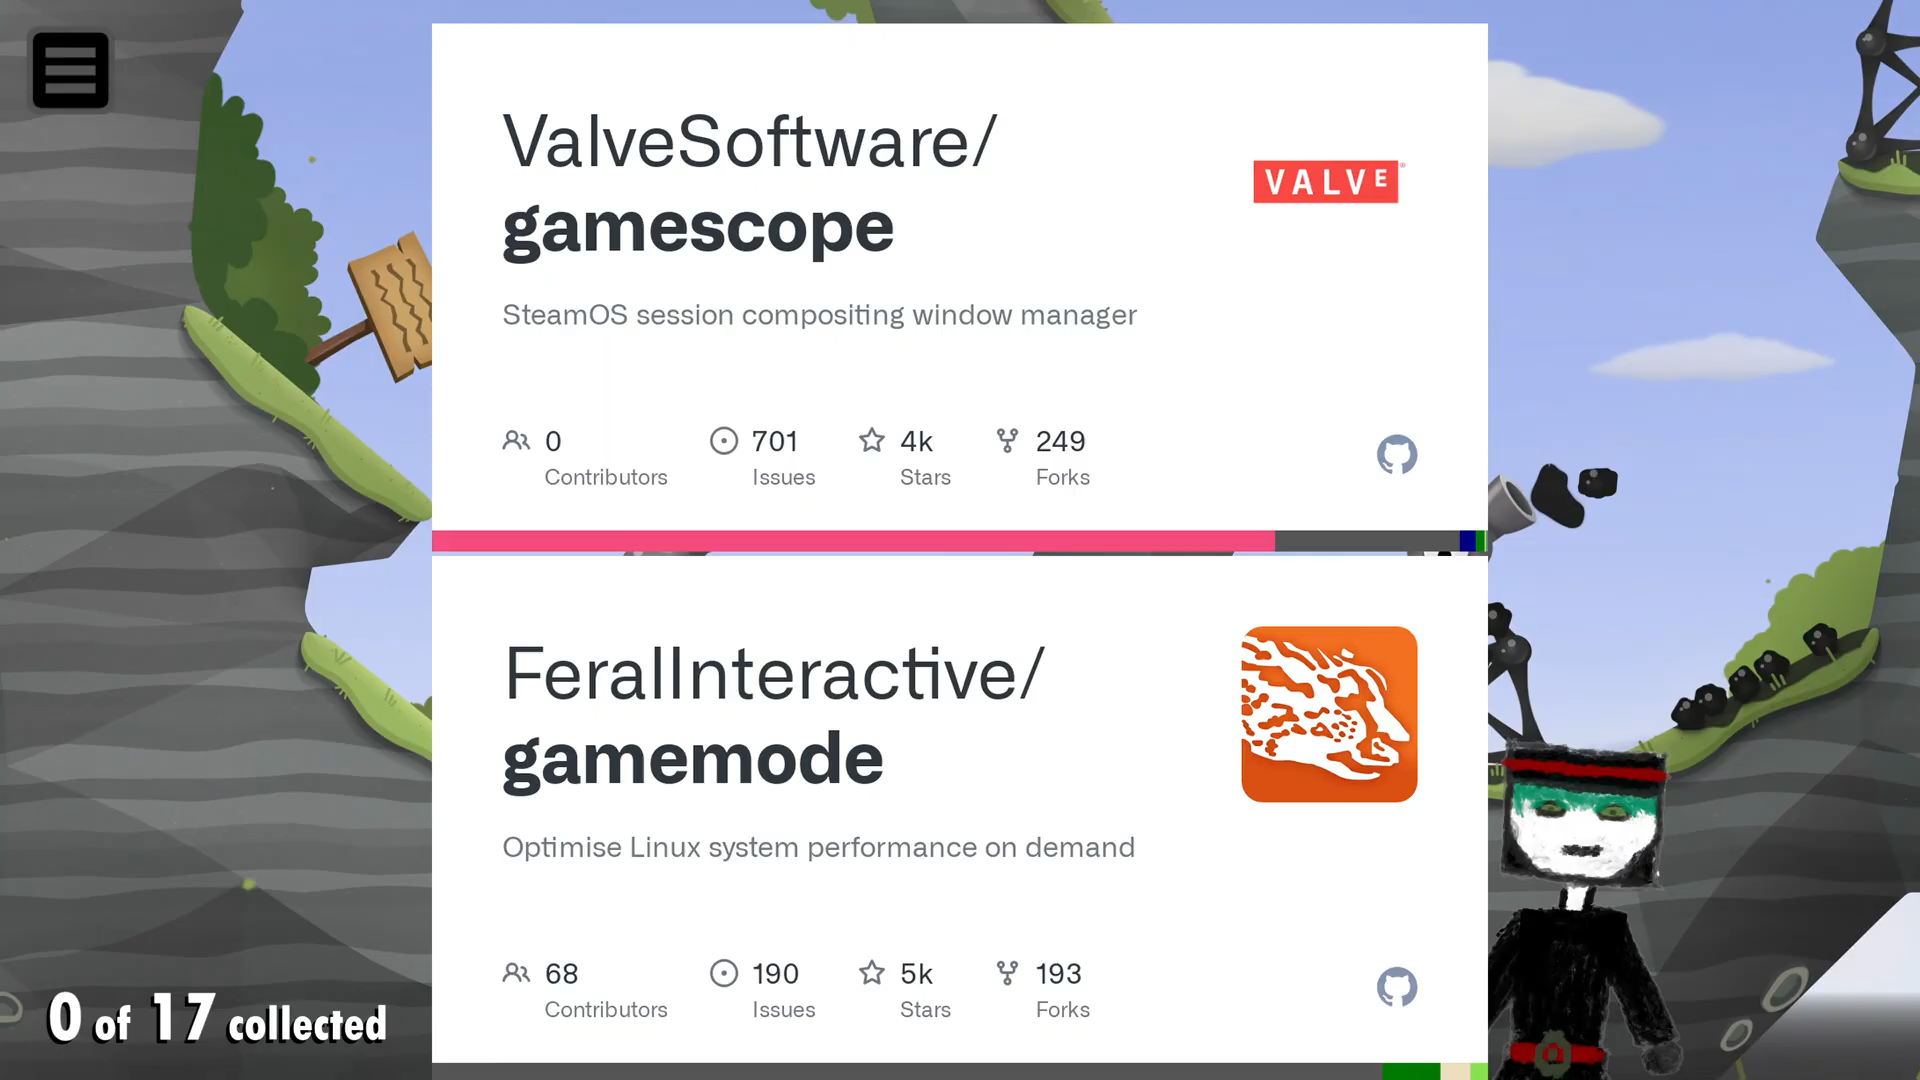 ValveSoftware/
gamescope
VALVE
SteamOS session compositing window manager
0 701 4k 249
Contributors Issues Stars Forks
FeralInteractive/
gamemode
Optimise Linux system performance on demand
68 190 5k 193
Contributors Issues Stars Forks
0 of 17 collected